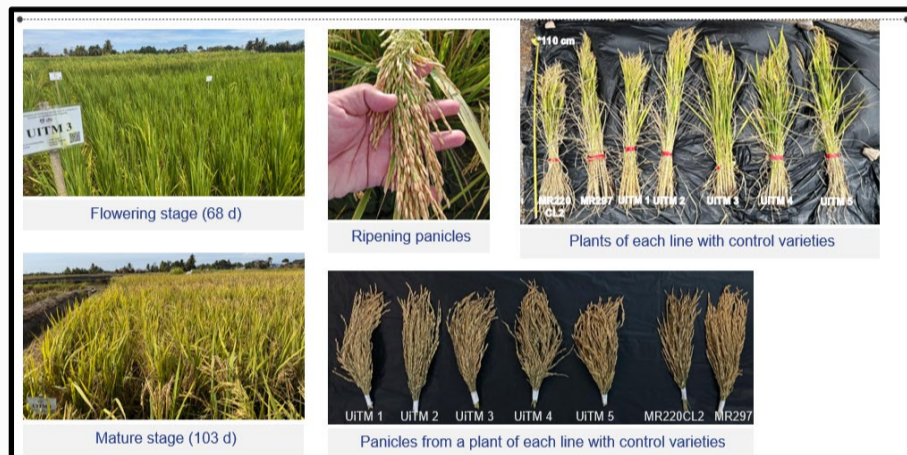 UiTM 3
Flowering stage (68 d)
Ripening panicles
110 cm
MR220
CL2
MR297
UiTM 1
UiTM 2
UiTM 3
UiTM 4
UiTM 5
Plants of each line with control varieties
Mature stage (103 d)
UiTM 1
UiTM 2
UiTM 3
UiTM 4
UiTM 5
MR220CL2
MR297
Panicles from a plant of each line with control varieties